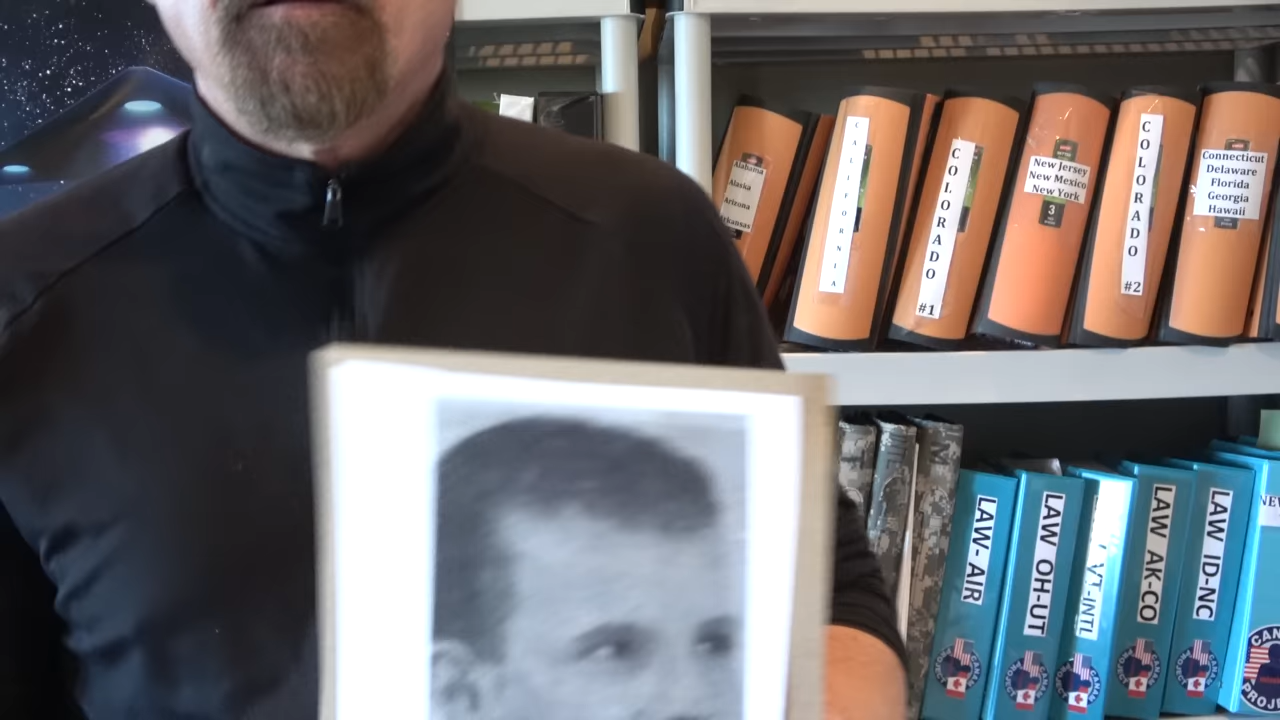 Alabama
Alaska
Arizona
Arkansas
CALIFORNIA
COLORADO
#1
New Jersey
New Mexico
New York
3
COLORADO
#2
Connecticut
Delaware
Florida
Georgia
Hawaii
LAW-AIR
LAW OH-UT
VT-INTL
LAW AK-CO
LAW ID-NC
NEW